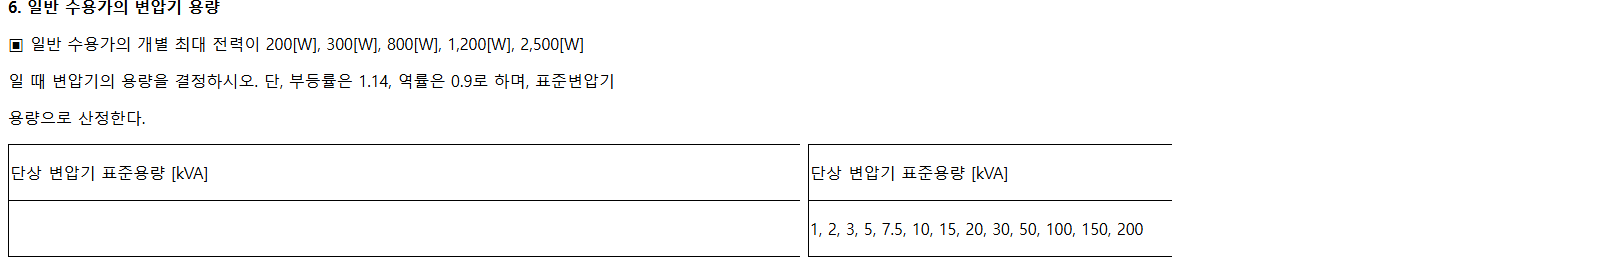 6. 일반 수용가의 변압기 용량
▣ 일반 수용가의 개별 최대 전력이 200[W], 300[W], 800[W], 1,200[W], 2,500[W]
일 때 변압기의 용량을 결정하시오. 단, 부등률은 1.14, 역률은 0.9로 하며, 표준변압기
용량으로 산정한다.
단상 변압기 표준용량 [kVA]
단상 변압기 표준용량 [kVA]
1, 2, 3, 5, 7.5, 10, 15, 20, 30, 50, 100, 150, 200